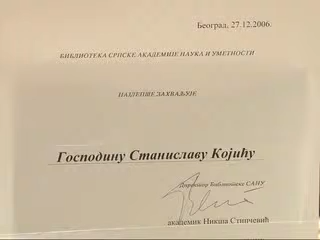 Београд, 27.12.2006.
БИБЛИОТЕКА СРПСКЕ АКАДЕМИЈЕ НАУКА И УМЕТНОСТИ
НАЈЛЕПШЕ ЗАХВАЉУЈЕ
Господину Станиславу Којићу
Директор Библиотеке САНУ
академик Никша Стипчевић